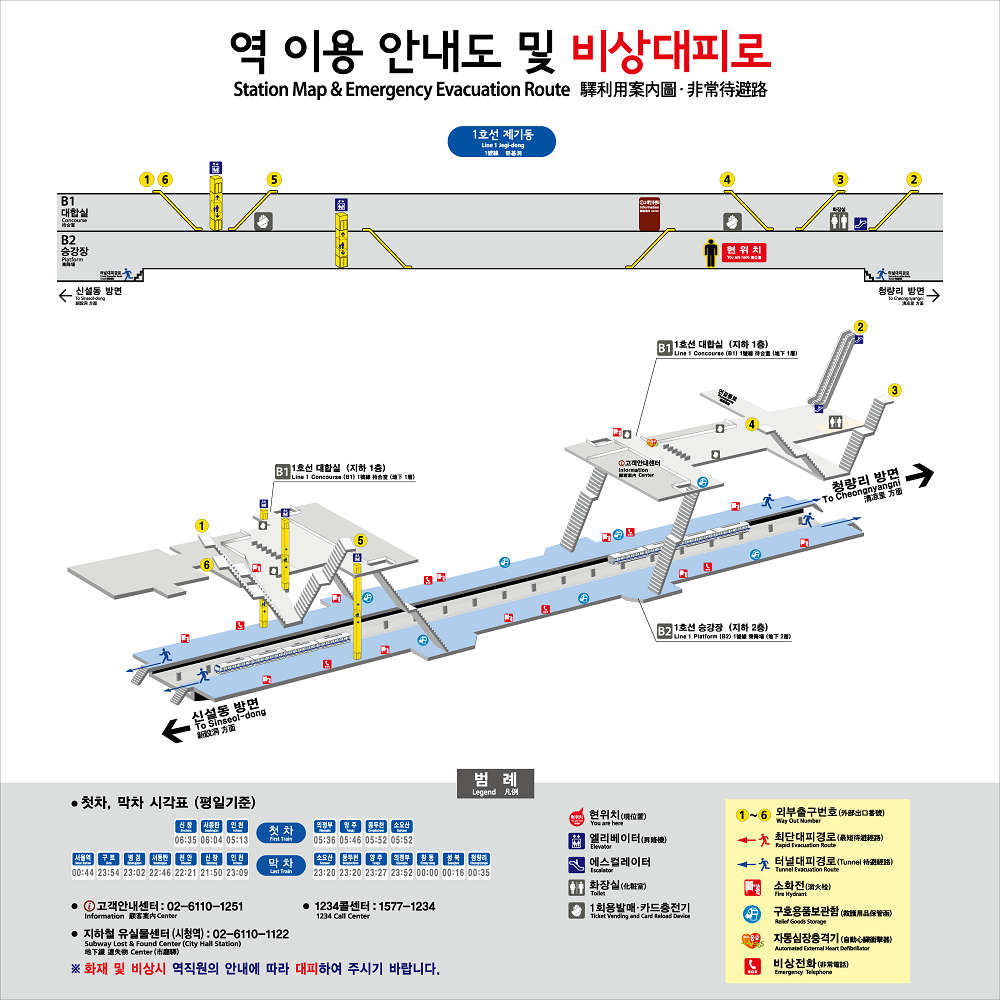 역 이용 안내도 및 비상대피로
Station Map & Emergency Evacuation Route 驛利用案內圖·非常待避路
1호선 제기동
Line 1 Jegi-dong
1號線 祭基洞
1 6 5 4 3 2
B1
대합실
Concourse
待合室
화장실
B2
승강장
Platform
乘降場
현 위 치
You are here 現位置
터널대피통로
터널대피통로
신설동 방면
To Sinseol-dong
新設洞 方面
청량리 방면
To Cheongnyangni
淸凉里 方面
2
B1 1호선 대합실 (지하 1층)
Line 1 Concourse (B1) 1號線 待合室 (地下 1層)
3
4
고객안내센터
Information
顧客案內 Center
B1 1호선 대합실 (지하 1층)
Line 1 Concourse (B1) 1號線 待合室 (地下 1層)
청량리 방면
To Cheongnyangni
淸凉里 方面
1
5
6
B2 1호선 승강장 (지하 2층)
Line 1 Platform (B2) 1號線 乘降場 (地下 2層)
신설동 방면
To Sinseol-dong
新設洞 方面
범 례
Legend 凡例
• 첫차, 막차 시각표 (평일기준)
신 창 서동탄 인 천 첫 차 의정부 양 주 동두천 소요산
First Train
06:35 06:04 05:13 05:36 05:46 05:52 05:52
서울역 구 로 병 점 서동탄 천 안 신 창 인 천 막 차 소요산 동두천 양 주 의정부 창 동 성 북 청량리
Last Train
00:44 23:54 23:02 22:46 22:21 21:50 23:09 23:20 23:20 23:27 23:52 00:00 00:16 00:35
• 고객안내센터 : 02-6110-1251
Information 顧客案內 Center
• 1234콜센터 : 1577-1234
1234 Call Center
• 지하철 유실물센터 (시청역) : 02-6110-1122
Subway Lost & Found Center (City Hall Station)
地下鐵 遺失物 Center (市廳驛)
※ 화재 및 비상시 역직원의 안내에 따라 대피하여 주시기 바랍니다.
현위치(現位置)
You are here
엘리베이터(昇降機)
Elevator
에스컬레이터
Escalator
화장실(化粧室)
Toilet
1회용발매·카드충전기
Ticket Vending and Card Reload Device
1~6 외부출구번호(外部出口番號)
Way Out Number
최단대피경로(最短待避經路)
Rapid Evacuation Route
터널대피경로(Tunnel 待避經路)
Tunnel Evacuation Route
소화전(消火栓)
Fire Hydrant
구호용품보관함(救護用品保管函)
Relief Goods Storage
자동심장충격기(自動心臟衝擊器)
Automated External Heart Defibrillator
비상전화(非常電話)
Emergency Telephone
SOS